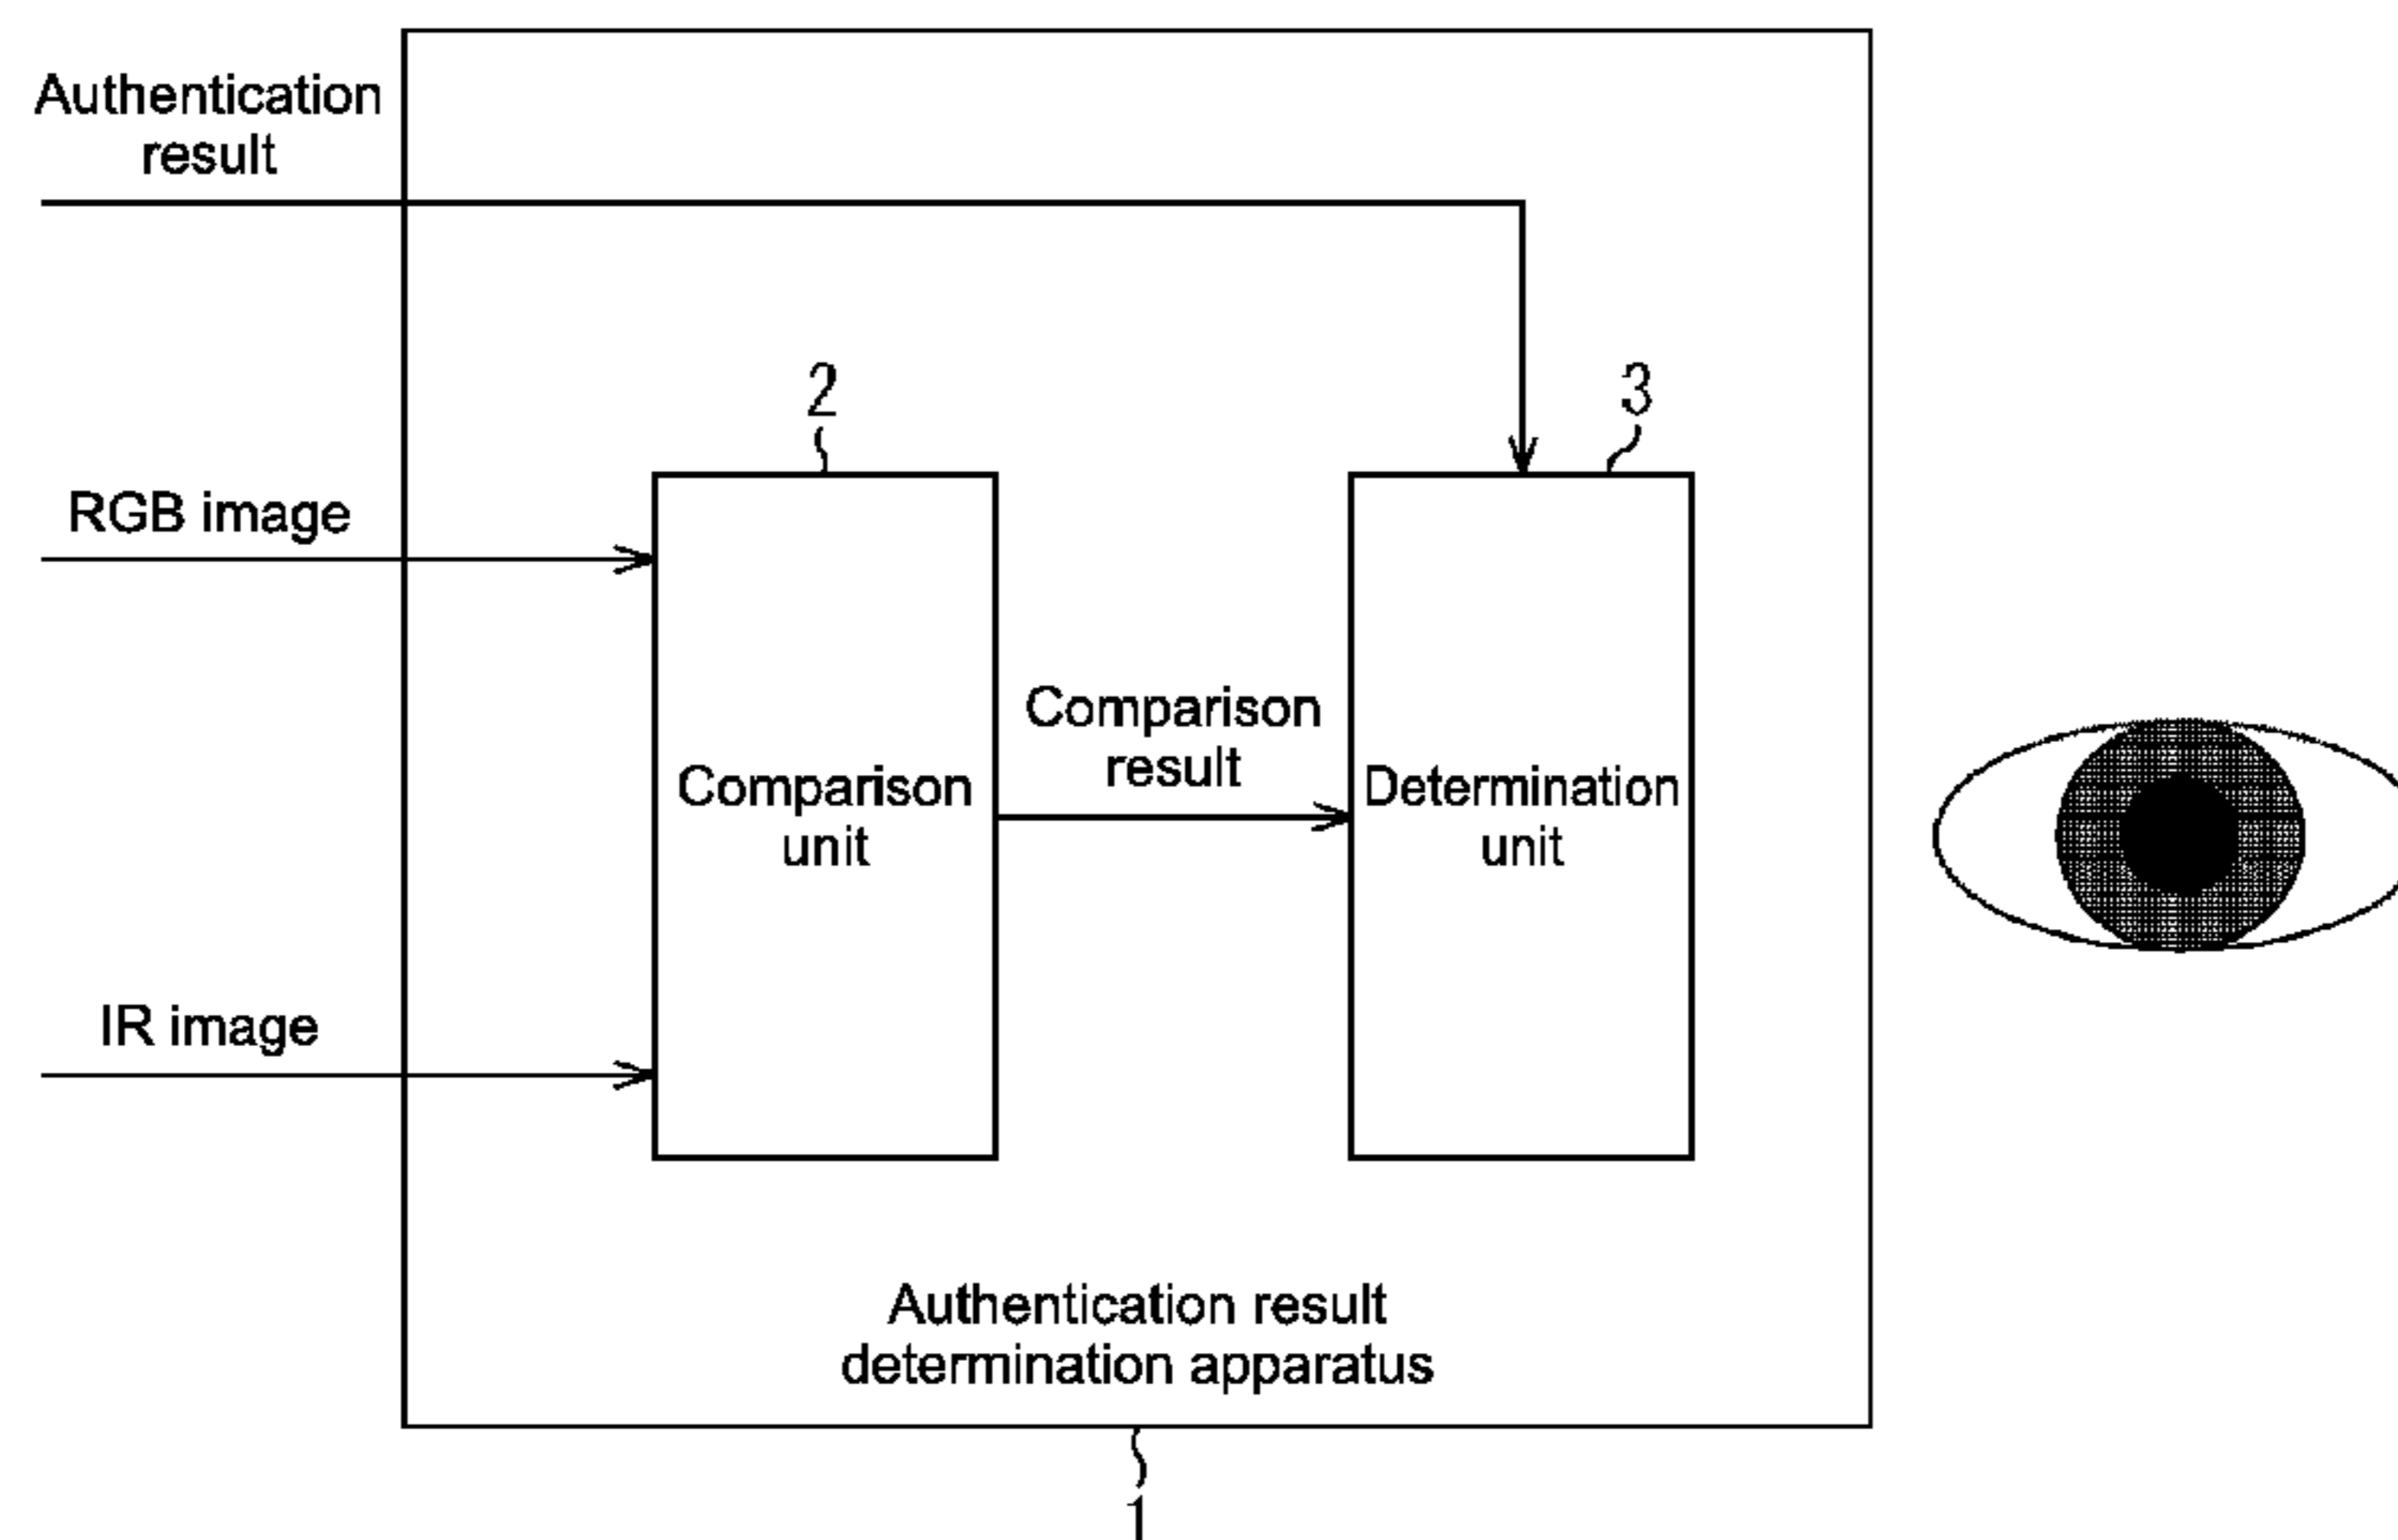 Authentication
result
2
3
RGB image
Comparison
result
Comparison
unit
Determination
unit
IR image
Authentication result
determination apparatus
1